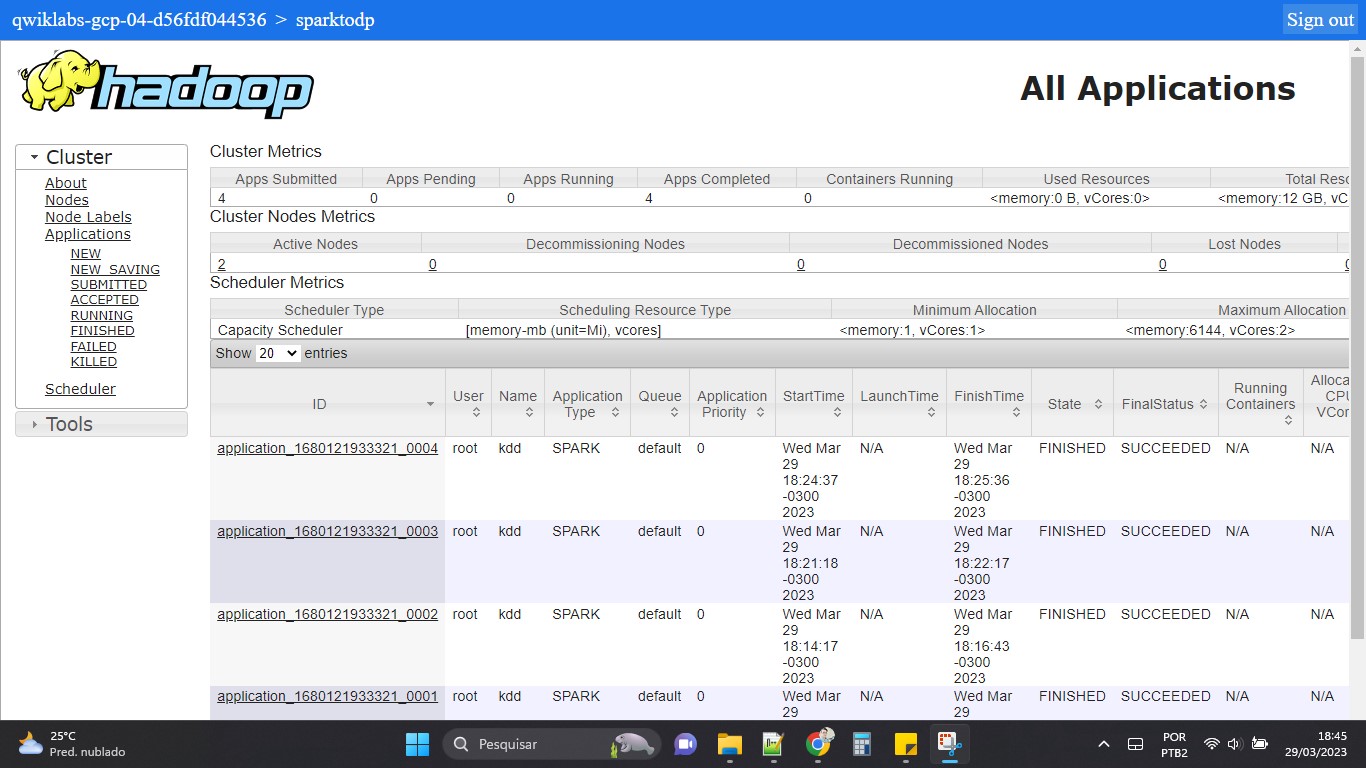 qwiklabs-gcp-04-d56fdf044536 > sparktodp Sign out
hadoop
All Applications
Cluster
About
Nodes
Node Labels
Applications
NEW
NEW_SAVING
SUBMITTED
ACCEPTED
RUNNING
FINISHED
FAILED
KILLED
Scheduler
Tools
Cluster Metrics
Apps Submitted Apps Pending Apps Running Apps Completed Containers Running Used Resources Total Reso
4 0 0 4 0 <memory:0 B, vCores:0> <memory:12 GB, vC
Cluster Nodes Metrics
Active Nodes Decommissioning Nodes Decommissioned Nodes Lost Nodes
2 0 0 0 0
Scheduler Metrics
Scheduler Type Scheduling Resource Type Minimum Allocation Maximum Allocation
Capacity Scheduler [memory-mb (unit=Mi), vcores] <memory:1, vCores:1> <memory:6144, vCores:2>
Show 20 entries
ID User Name Application Type Queue Application Priority StartTime LaunchTime FinishTime State FinalStatus Running Containers Alloca CPU VCor
application_1680121933321_0004 root kdd SPARK default 0 Wed Mar 29 18:24:37 -0300 2023 N/A Wed Mar 29 18:25:36 -0300 2023 FINISHED SUCCEEDED N/A N/A
application_1680121933321_0003 root kdd SPARK default 0 Wed Mar 29 18:21:18 -0300 2023 N/A Wed Mar 29 18:22:17 -0300 2023 FINISHED SUCCEEDED N/A N/A
application_1680121933321_0002 root kdd SPARK default 0 Wed Mar 29 18:14:17 -0300 2023 N/A Wed Mar 29 18:16:43 -0300 2023 FINISHED SUCCEEDED N/A N/A
application_1680121933321_0001 root kdd SPARK default 0 Wed Mar 29 N/A Wed Mar 29 FINISHED SUCCEEDED N/A N/A
25°C
Pred. nublado
Pesquisar
POR
PTB2
18:45
29/03/2023